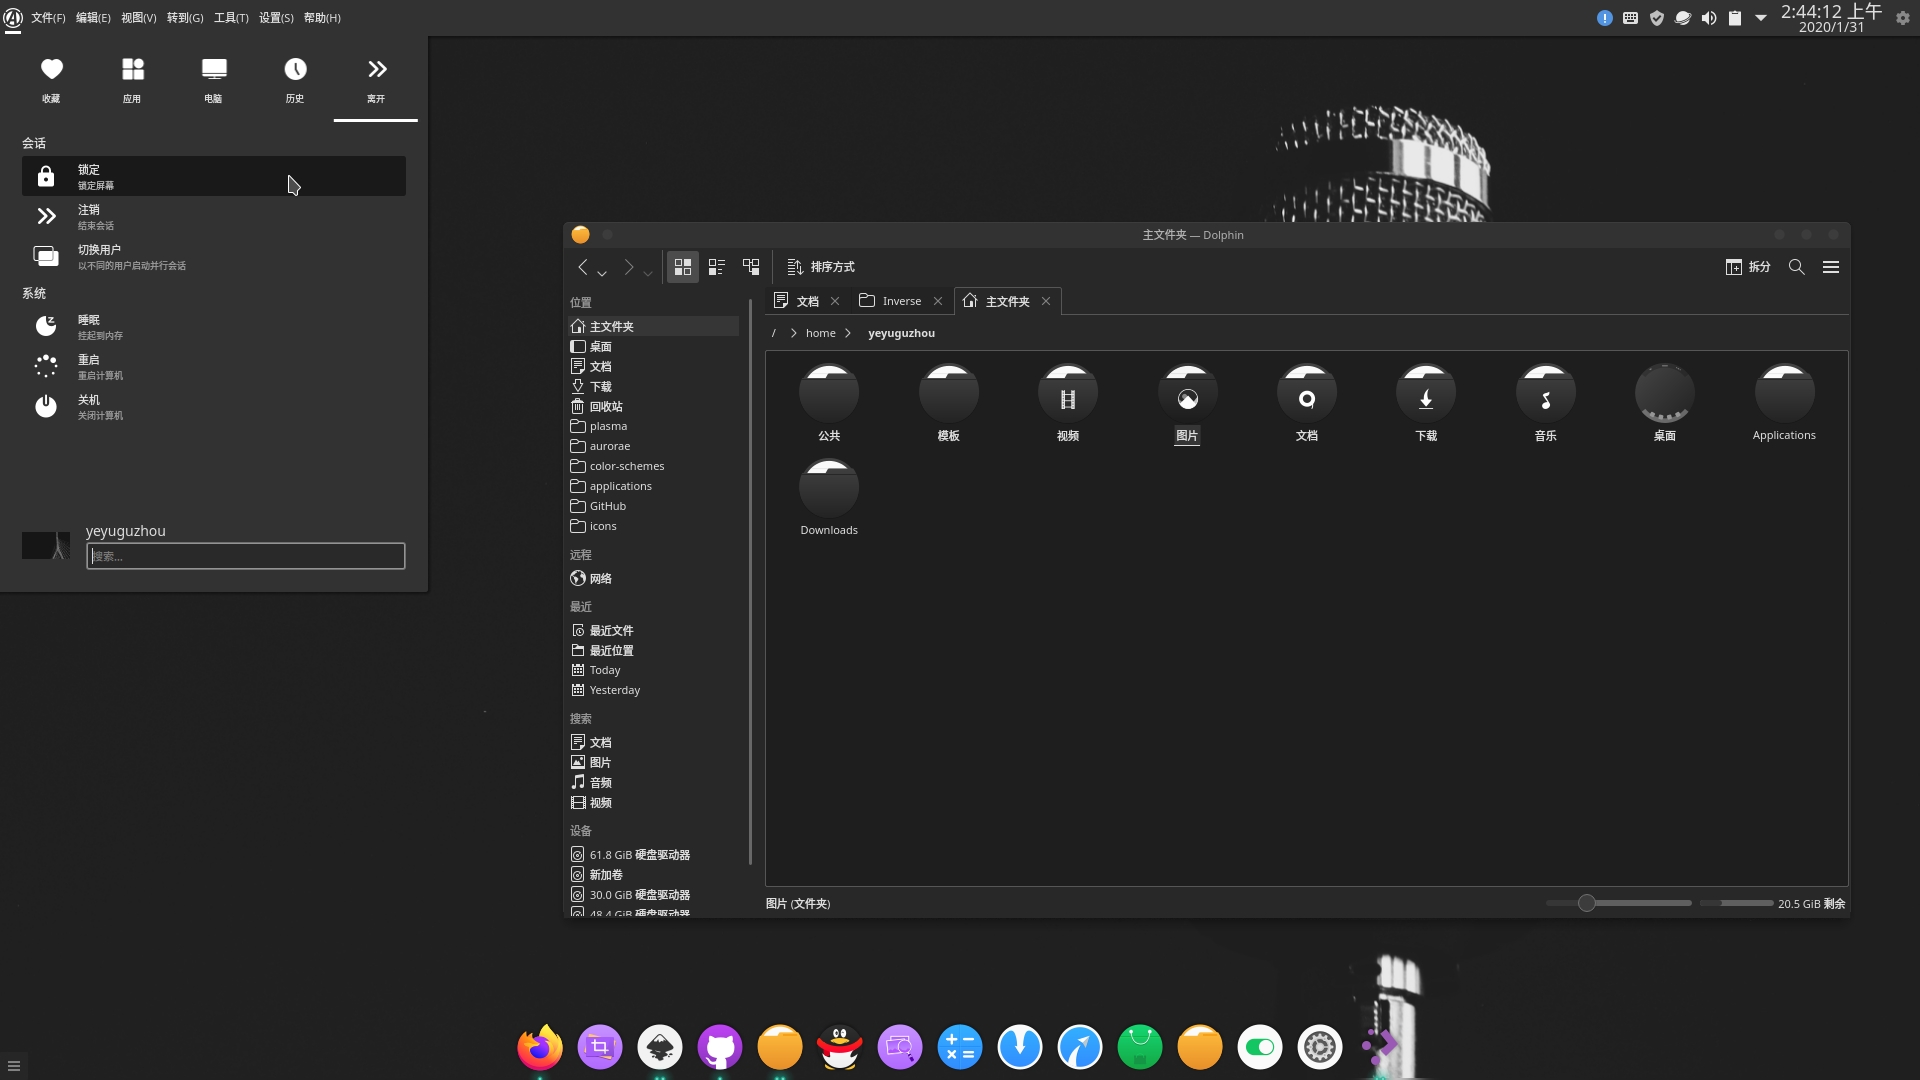 文件(F) 编辑(E) 视图(V) 转到(G) 工具(T) 设置(S) 帮助(H)
2:44:12 上午
2020/1/31
收藏 应用 电脑 历史 离开
会话
锁定
锁定屏幕
注销
结束会话
切换用户
以不同的用户启动并行会话
系统
睡眠
挂起到内存
重启
重启计算机
关机
关闭计算机
yeyuguzhou
搜索...
主文件夹 — Dolphin
排序方式
拆分
位置
主文件夹
桌面
文档
下载
回收站
plasma
aurorae
color-schemes
applications
GitHub
icons
远程
网络
最近
最近文件
最近位置
Today
Yesterday
搜索
文档
图片
音频
视频
设备
61.8 GiB 硬盘驱动器
新加卷
30.0 GiB 硬盘驱动器
48.4 GiB 硬盘驱动器
文档 Inverse 主文件夹
/ home yeyuguzhou
公共 模板 视频 图片 文档 下载 音乐 桌面 Applications
Downloads
图片 (文件夹)
20.5 GiB 剩余